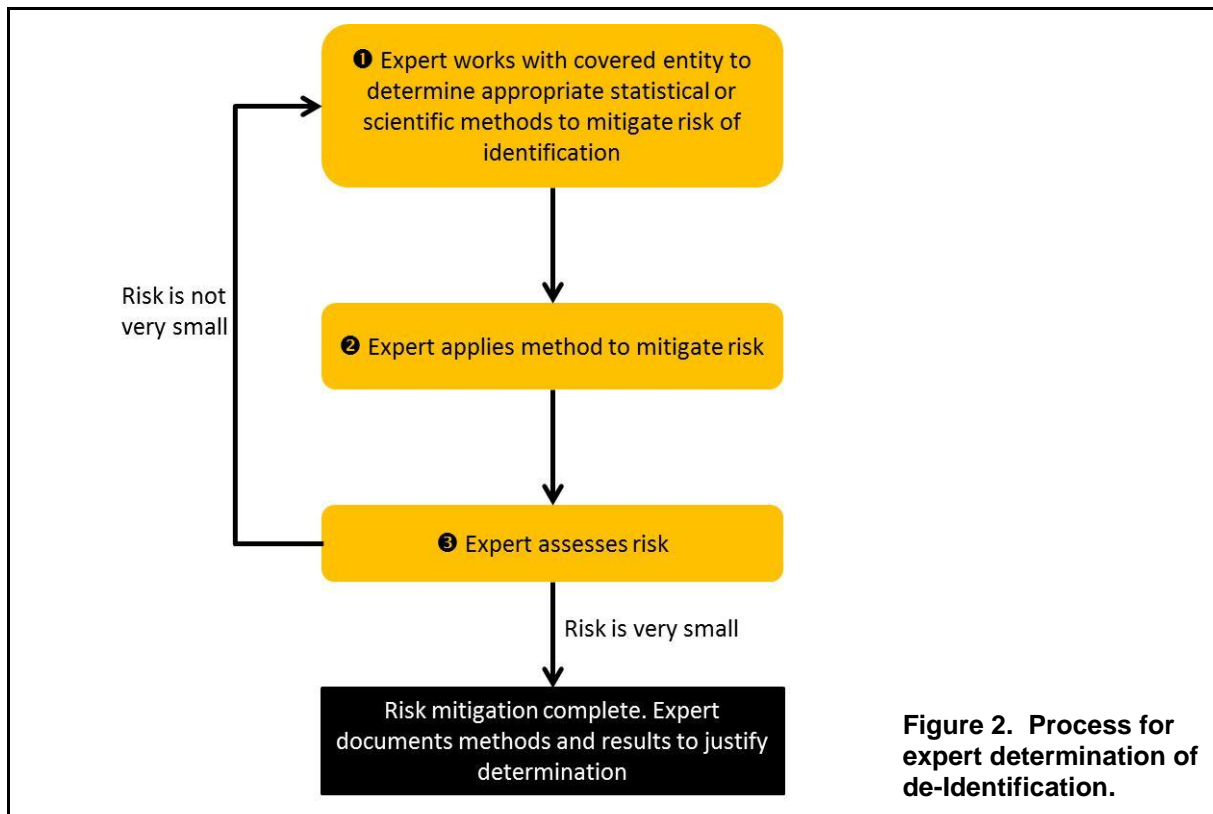 ❶ Expert works with covered entity to
determine appropriate statistical or
scientific methods to mitigate risk of
identification
Risk is not
very small
❷ Expert applies method to mitigate risk
❸ Expert assesses risk
Risk is very small
Risk mitigation complete. Expert
documents methods and results to justify
determination
Figure 2. Process for
expert determination of
de-Identification.